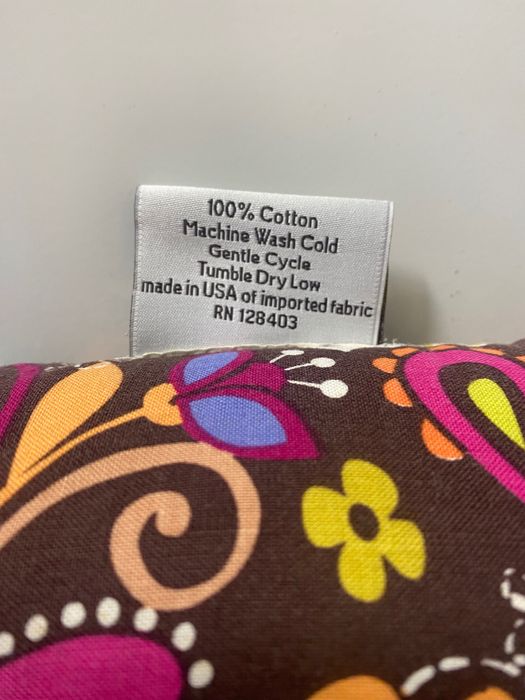 100% Cotton
Machine Wash Cold
Gentle Cycle
Tumble Dry Low
made in USA of imported fabric
RN 128403